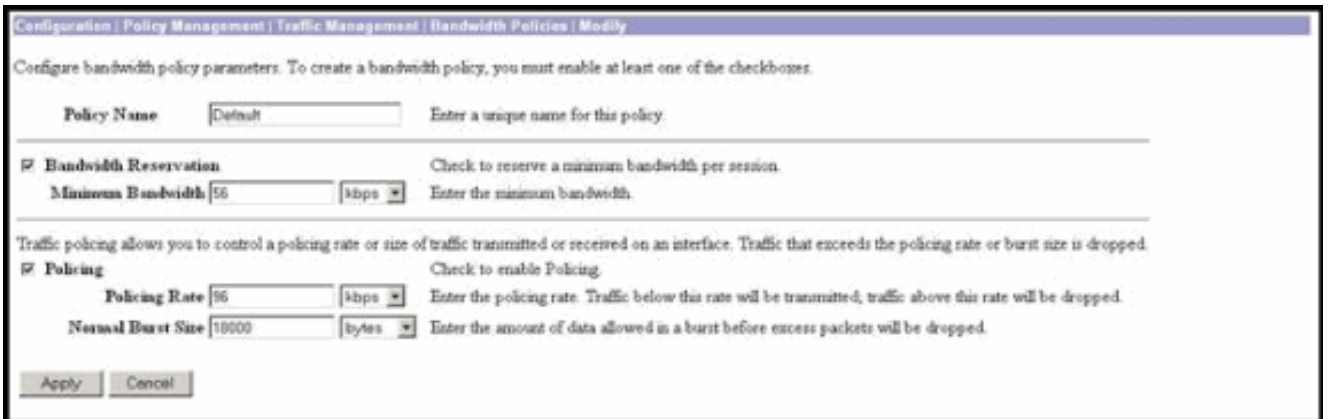 Configuration | Policy Management | Traffic Management | Bandwidth Policies | Modify
Configure bandwidth policy parameters. To create a bandwidth policy, you must enable at least one of the checkboxes.
Policy Name Default Enter a unique name for this policy.
Bandwidth Reservation Check to reserve a minimum bandwidth per session.
Minimum Bandwidth 56 kbps Enter the minimum bandwidth.
Traffic policing allows you to control a policing rate or size of traffic transmitted or received on an interface. Traffic that exceeds the policing rate or burst size is dropped.
Policing Check to enable Policing.
Policing Rate 96 kbps Enter the policing rate. Traffic below this rate will be transmitted, traffic above this rate will be dropped.
Normal Burst Size 18000 bytes Enter the amount of data allowed in a burst before excess packets will be dropped.
Apply Cancel